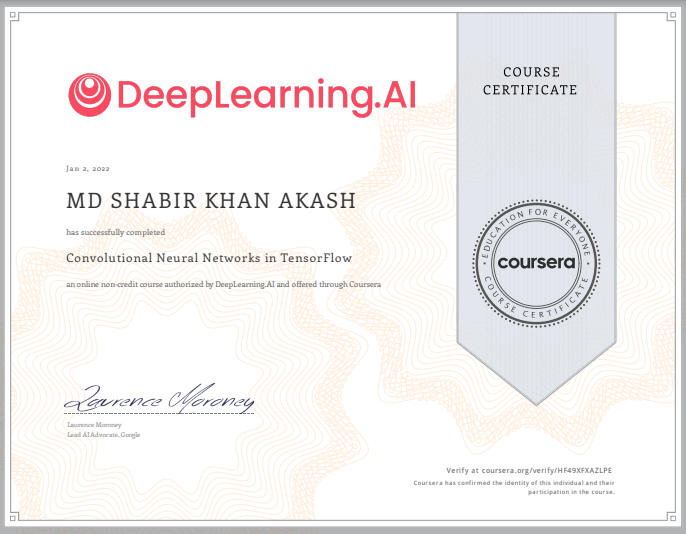 DeepLearning.AI
COURSE
CERTIFICATE
Jan 2, 2022
MD SHABIR KHAN AKASH
has successfully completed
Convolutional Neural Networks in TensorFlow
an online non-credit course authorized by DeepLearning.AI and offered through Coursera
EDUCATION FOR EVERYONE
coursera
COURSE CERTIFICATE
Laurence Moroney
Laurence Moroney
Lead AI Advocate, Google
Verify at coursera.org/verify/HF49XFXAZLPE
Coursera has confirmed the identity of this individual and their
participation in the course.